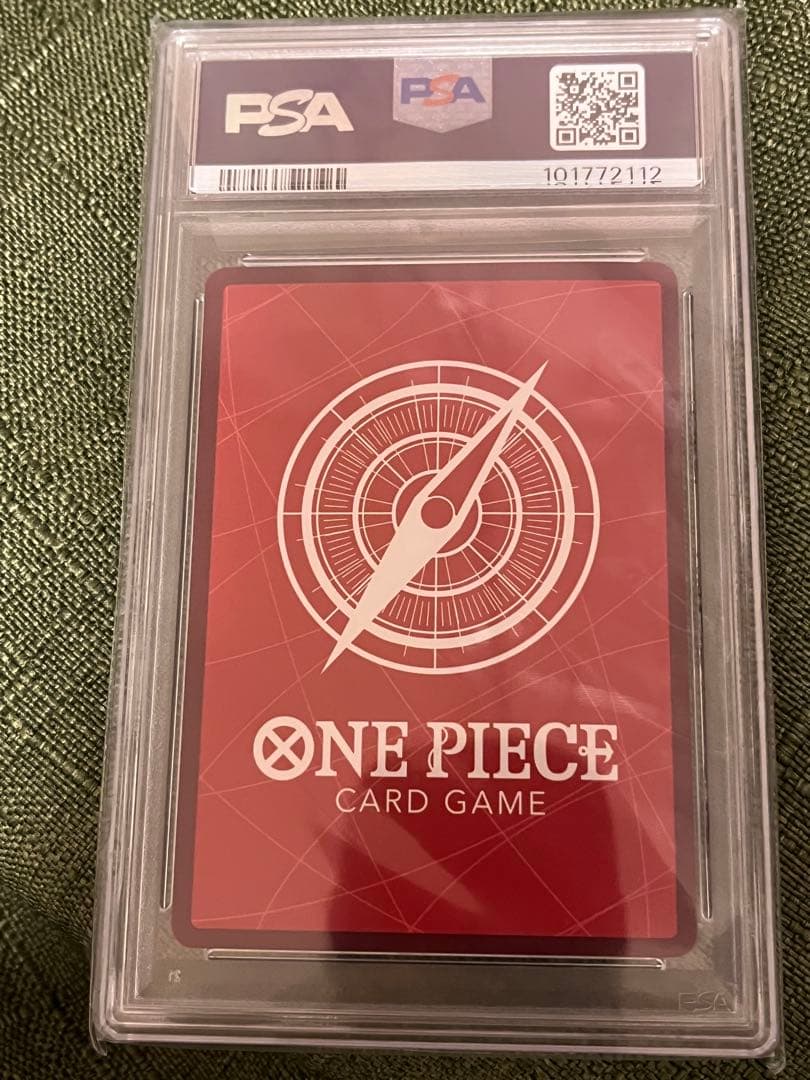 PSA
PSA
101772112
ONE PIECE
CARD GAME
PSA